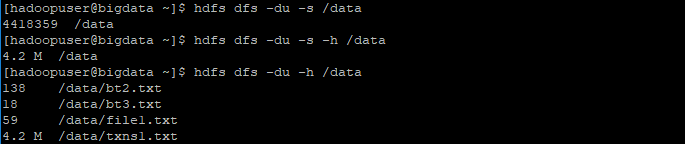 [hadoopuser@bigdata ~]$ hdfs dfs -du -s /data
4418359  /data
[hadoopuser@bigdata ~]$ hdfs dfs -du -s -h /data
4.2 M  /data
[hadoopuser@bigdata ~]$ hdfs dfs -du -h /data
138    /data/bt2.txt
18     /data/bt3.txt
59     /data/file1.txt
4.2 M  /data/txns1.txt